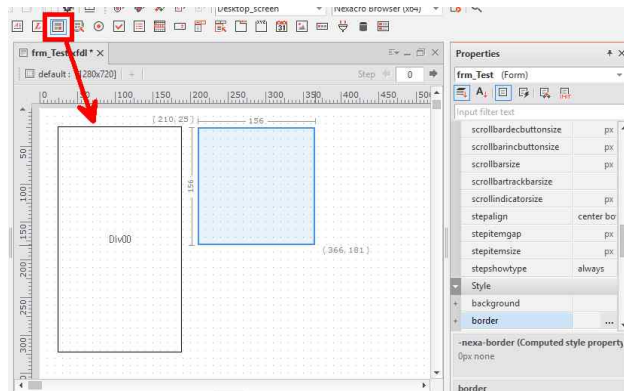 Desktop_screen Nexacro Browser (x64)
frm_Test.xfdl * ×
default : [1280x720] + Step 0
0 50 100 150 200 250 300 350 400 450 500
50
100
150
200
250
300
( 210, 25 )
156
156
Div00
( 366, 181 )
Properties
frm_Test (Form)
Input filter text
scrollbardecbuttonsize px
scrollbarincbuttonsize px
scrollbarsize px
scrollbartrackbarsize
scrollindicatorsize px
stepalign center bo
stepitemgap px
stepitemsize px
stepshowtype always
Style
background
border ...
-nexa-border (Computed style property
0px none
border